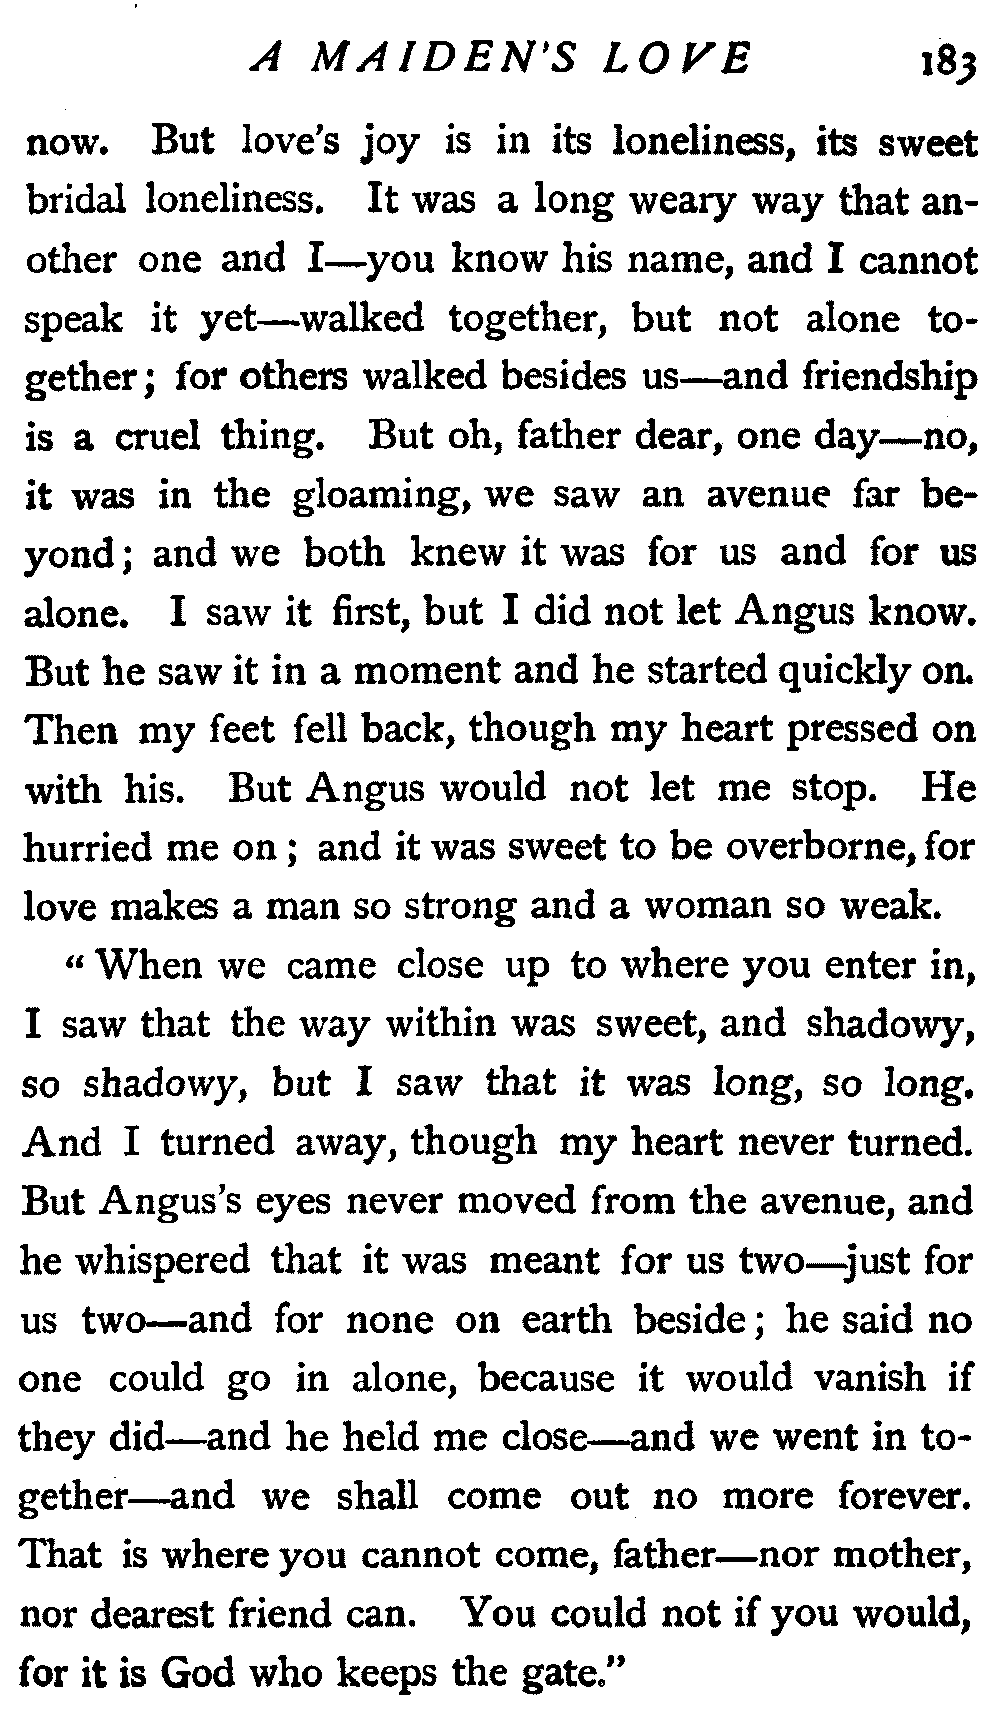 A MAIDEN'S LOVE 183
now. But love's joy is in its loneliness, its sweet
bridal loneliness. It was a long weary way that an-
other one and I—you know his name, and I cannot
speak it yet—walked together, but not alone to-
gether; for others walked besides us—and friendship
is a cruel thing. But oh, father dear, one day—no,
it was in the gloaming, we saw an avenue far be-
yond; and we both knew it was for us and for us
alone. I saw it first, but I did not let Angus know.
But he saw it in a moment and he started quickly on.
Then my feet fell back, though my heart pressed on
with his. But Angus would not let me stop. He
hurried me on; and it was sweet to be overborne, for
love makes a man so strong and a woman so weak.
"When we came close up to where you enter in,
I saw that the way within was sweet, and shadowy,
so shadowy, but I saw that it was long, so long.
And I turned away, though my heart never turned.
But Angus's eyes never moved from the avenue, and
he whispered that it was meant for us two—just for
us two—and for none on earth beside; he said no
one could go in alone, because it would vanish if
they did—and he held me close—and we went in to-
gether—and we shall come out no more forever.
That is where you cannot come, father—nor mother,
nor dearest friend can. You could not if you would,
for it is God who keeps the gate."